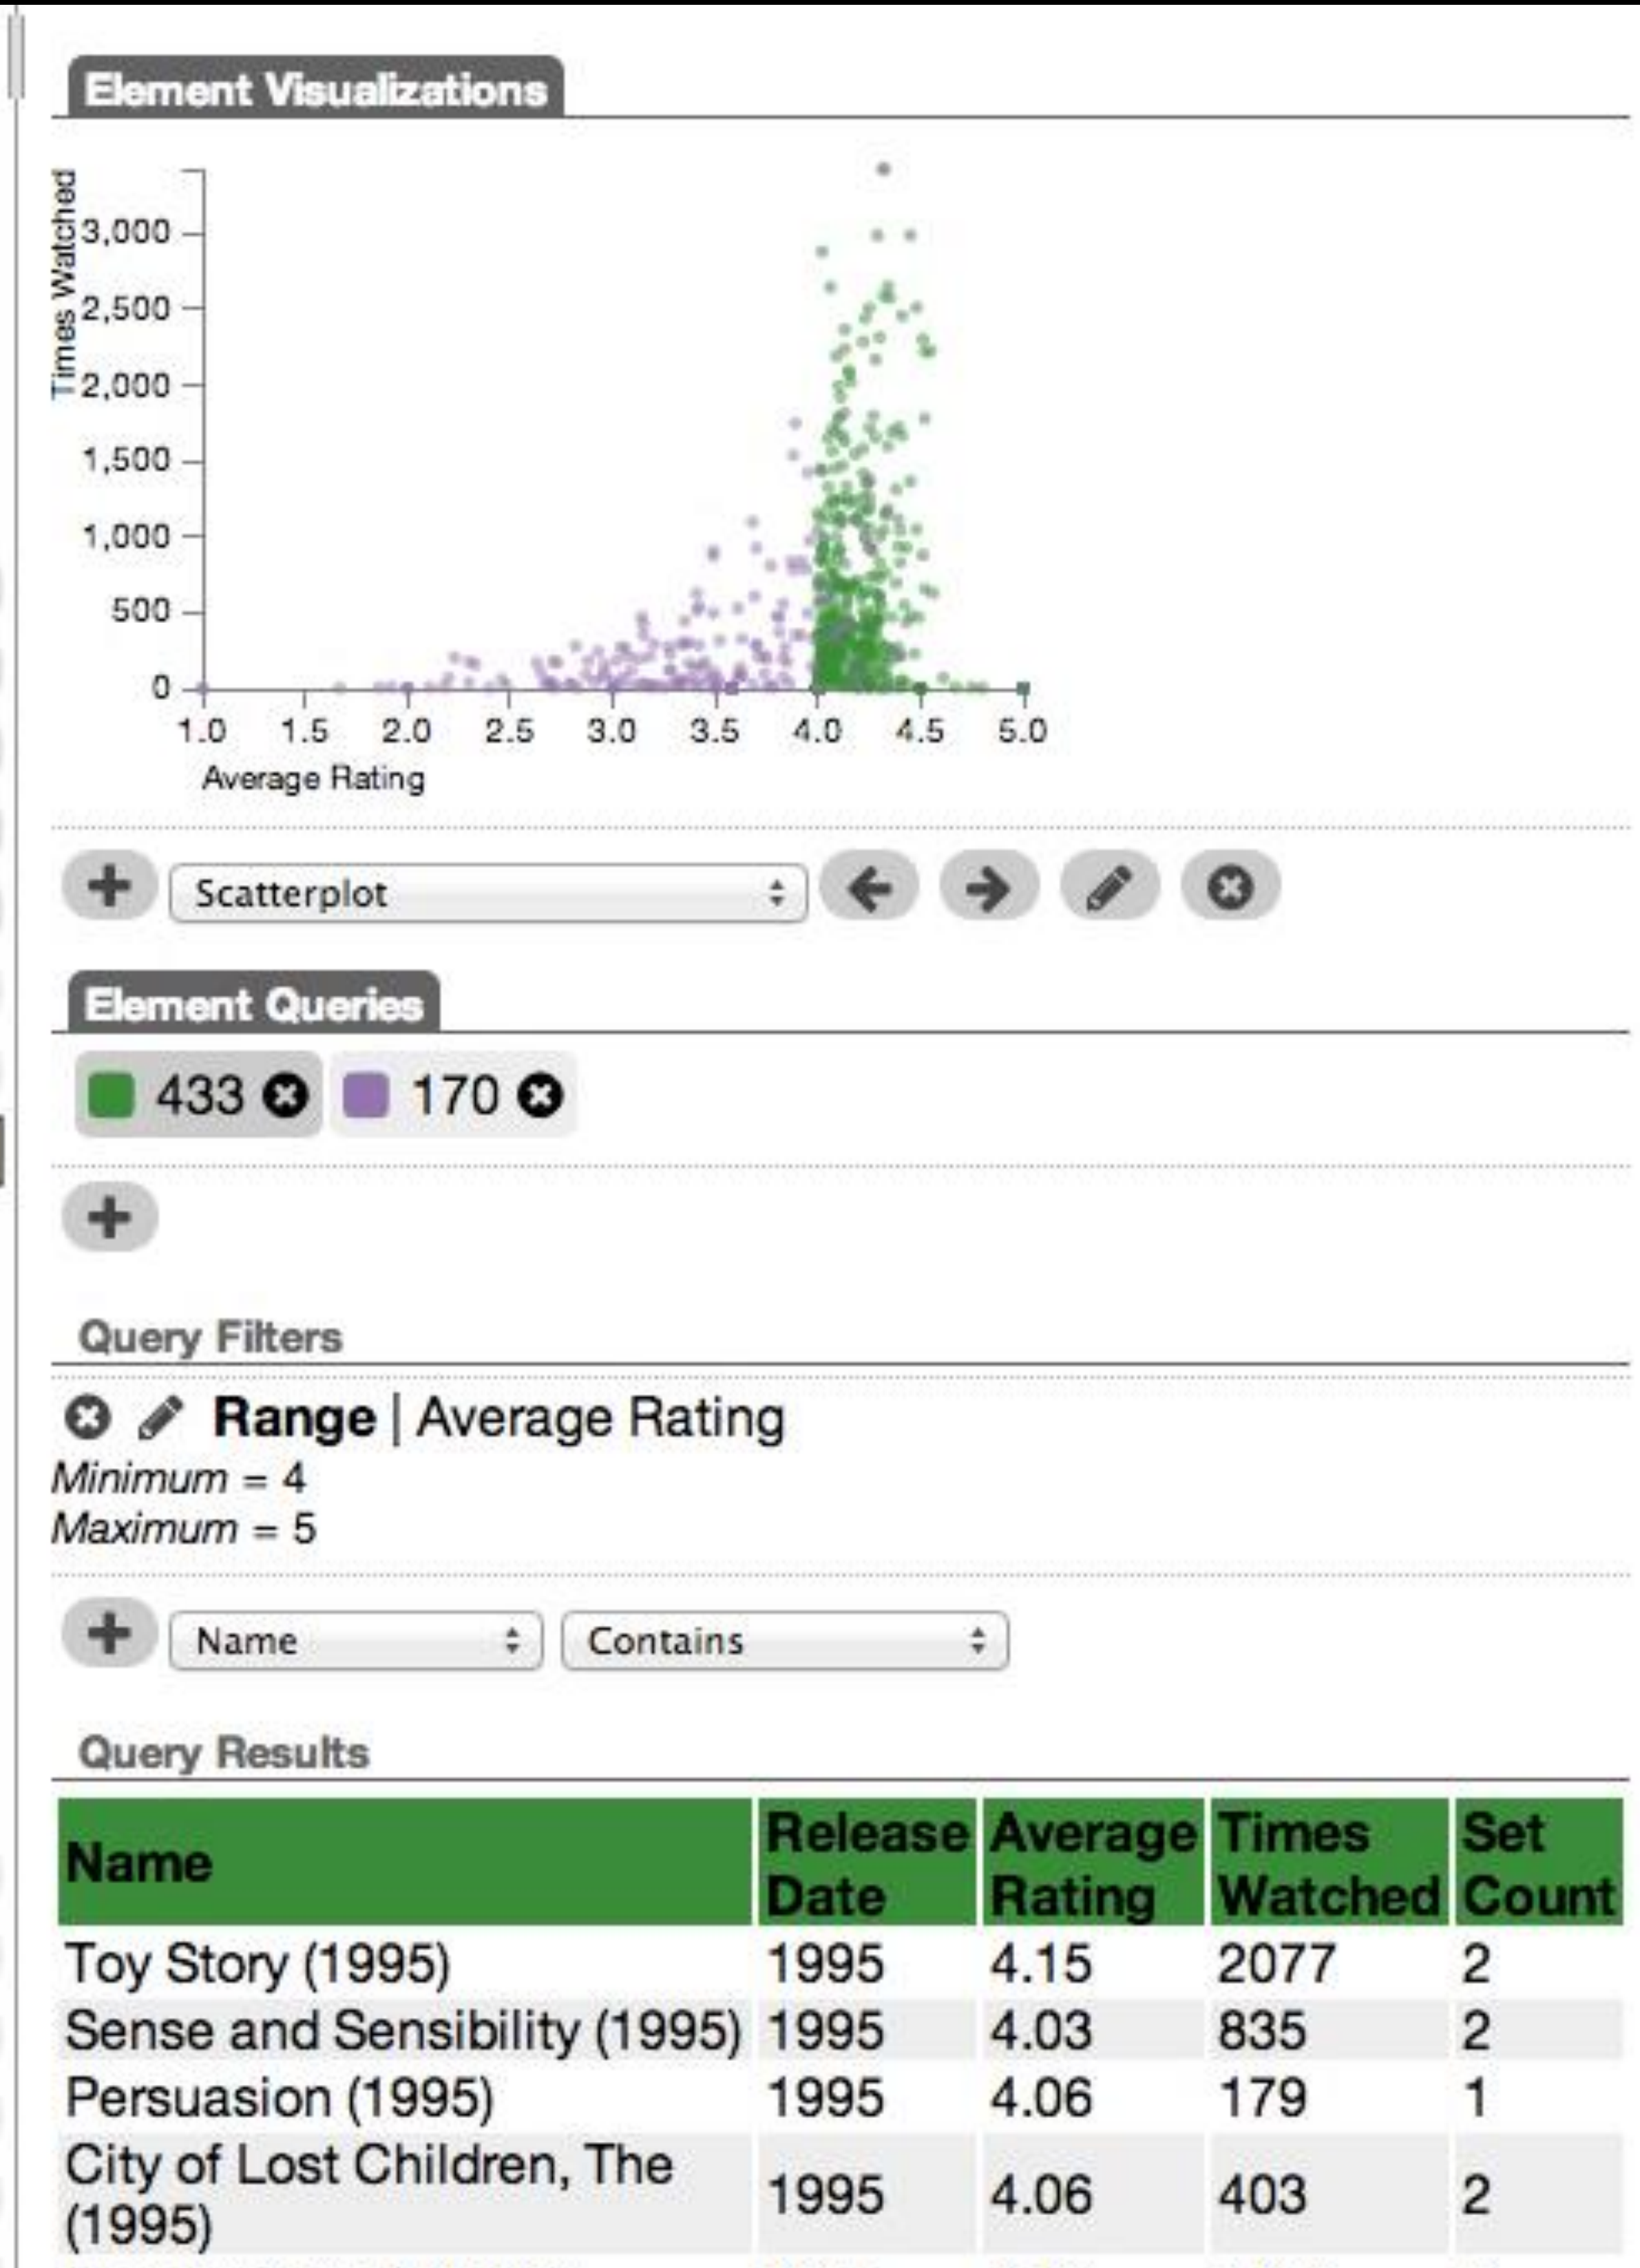 Element Visualizations
Times Watched
3,000
2,500
2,000
1,500
1,000
500
0
1.0 1.5 2.0 2.5 3.0 3.5 4.0 4.5 5.0
Average Rating
Scatterplot
Element Queries
433 170
Query Filters
Range | Average Rating
Minimum = 4
Maximum = 5
Name Contains
Query Results
Name Release Date Average Rating Times Watched Set Count
Toy Story (1995) 1995 4.15 2077 2
Sense and Sensibility (1995) 1995 4.03 835 2
Persuasion (1995) 1995 4.06 179 1
City of Lost Children, The
(1995) 1995 4.06 403 2